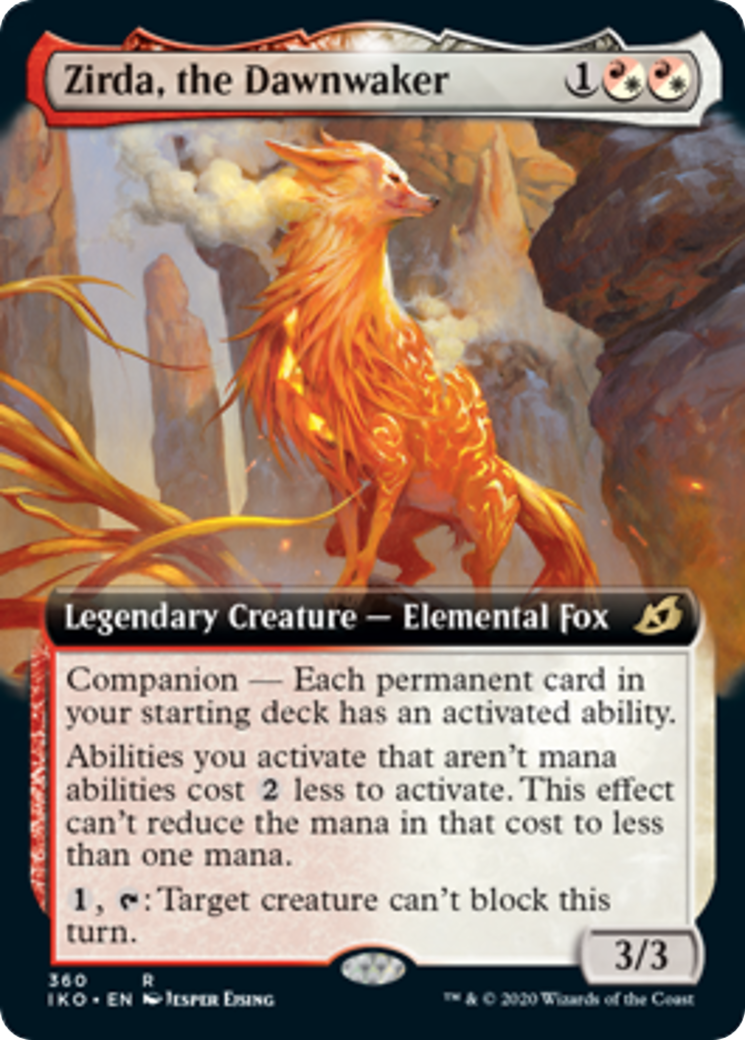 Zirda, the Dawnwaker 1
Legendary Creature — Elemental Fox
Companion — Each permanent card in
your starting deck has an activated ability.
Abilities you activate that aren't mana
abilities cost 2 less to activate. This effect
can't reduce the mana in that cost to less
than one mana.
1, : Target creature can't block this
turn.
3/3
360 R
IKO • EN Jesper Ejsing
™ & © 2020 Wizards of the Coast